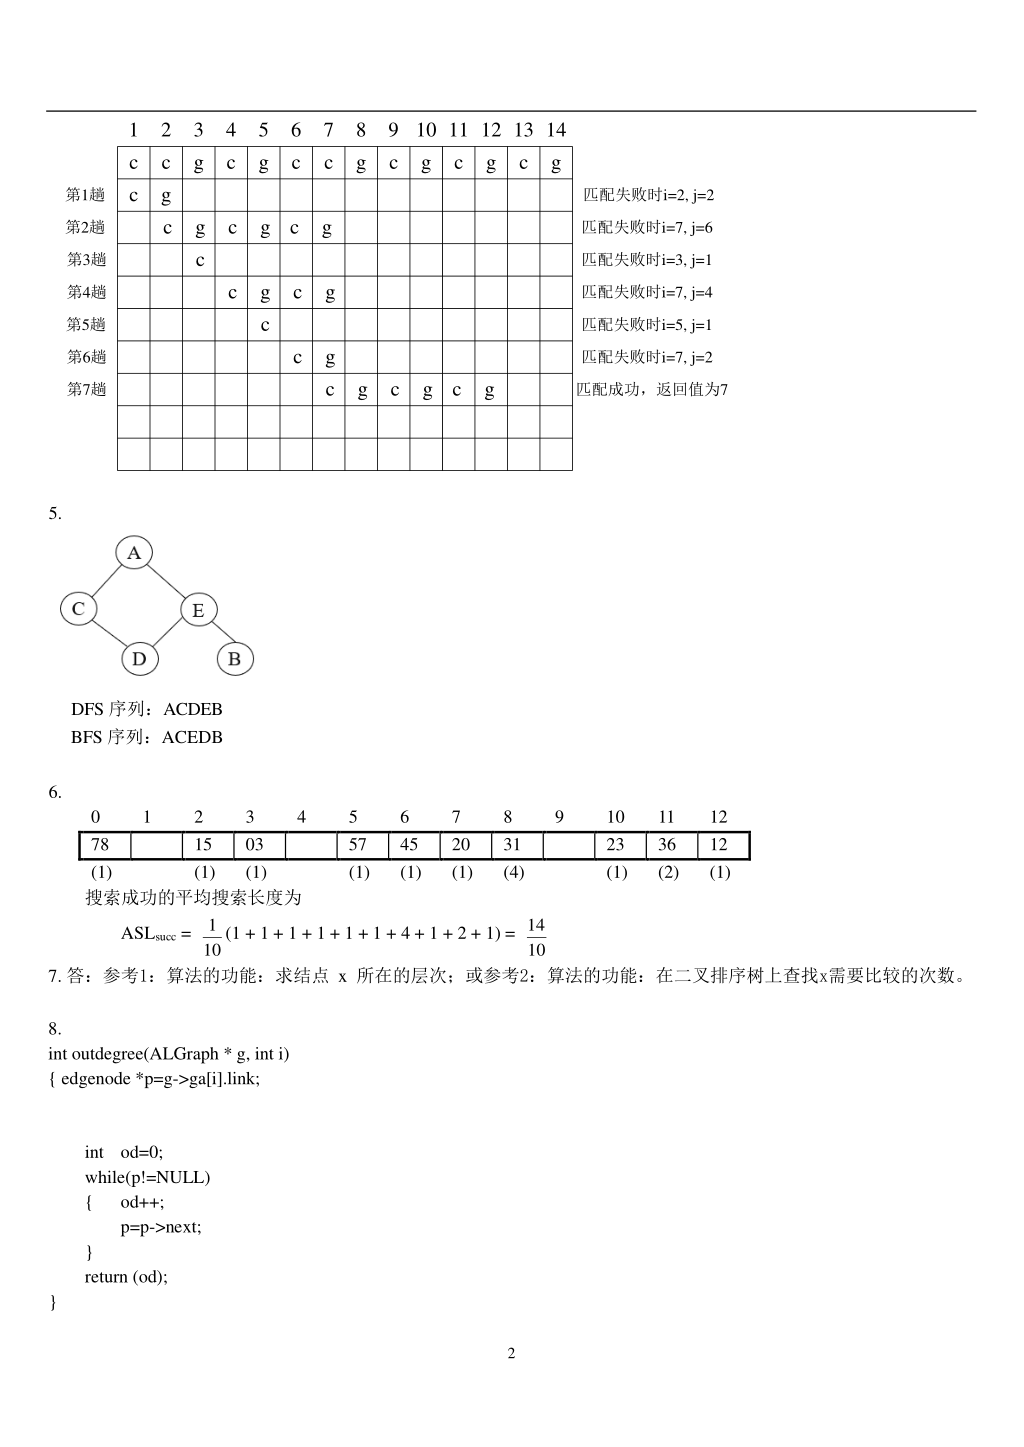 1 2 3 4 5 6 7 8 9 10 11 12 13 14
c c g c g c c g c g c g c g
第1趟 c g 匹配失败时i=2, j=2
第2趟 c g c g c g 匹配失败时i=7, j=6
第3趟 c 匹配失败时i=3, j=1
第4趟 c g c g 匹配失败时i=7, j=4
第5趟 c 匹配失败时i=5, j=1
第6趟 c g 匹配失败时i=7, j=2
第7趟 c g c g c g 匹配成功，返回值为7
5.
A
C E
D B
DFS 序列：ACDEB
BFS 序列：ACEDB
6.
0 1 2 3 4 5 6 7 8 9 10 11 12
78 15 03 57 45 20 31 23 36 12
(1) (1) (1) (1) (1) (1) (4) (1) (2) (1)
搜索成功的平均搜索长度为
ASLsucc = 1/10 (1 + 1 + 1 + 1 + 1 + 1 + 4 + 1 + 2 + 1) = 14/10
7. 答：参考1：算法的功能：求结点 x 所在的层次；或参考2：算法的功能：在二叉排序树上查找x需要比较的次数。
8.
int outdegree(ALGraph * g, int i)
{ edgenode *p=g->ga[i].link;
int od=0;
while(p!=NULL)
{ od++;
p=p->next;
}
return (od);
}
2